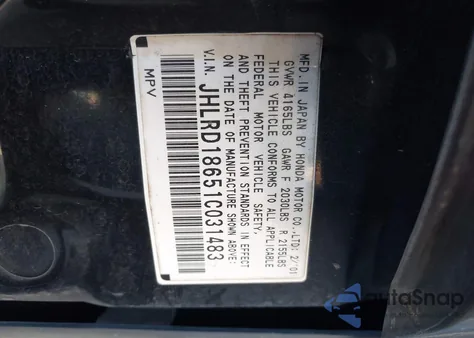 MFD. IN JAPAN BY HONDA MOTOR CO.,LTD: 2/'01
GVWR 4165LBS GAWR F 2030LBS R 2155LBS
THIS VEHICLE CONFORMS TO ALL APPLICABLE
FEDERAL MOTOR VEHICLE SAFETY,
AND THEFT PREVENTION STANDARDS IN EFFECT
ON THE DATE OF MANUFACTURE SHOWN ABOVE:
V.I.N. JHLRD18651C031483
MPV
autoSnap